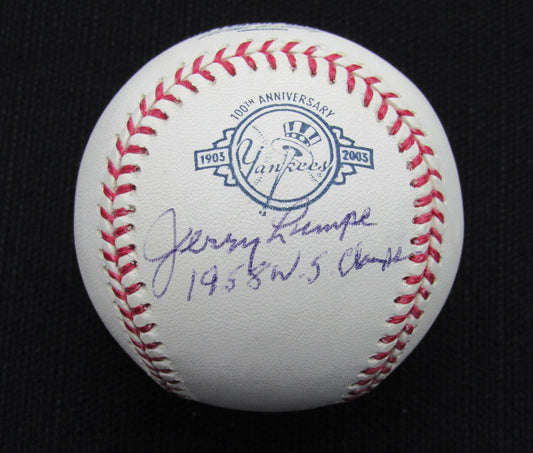 100TH ANNIVERSARY
1903 Yankees 2003
Jerry Lumpe
1958 W.S Champs